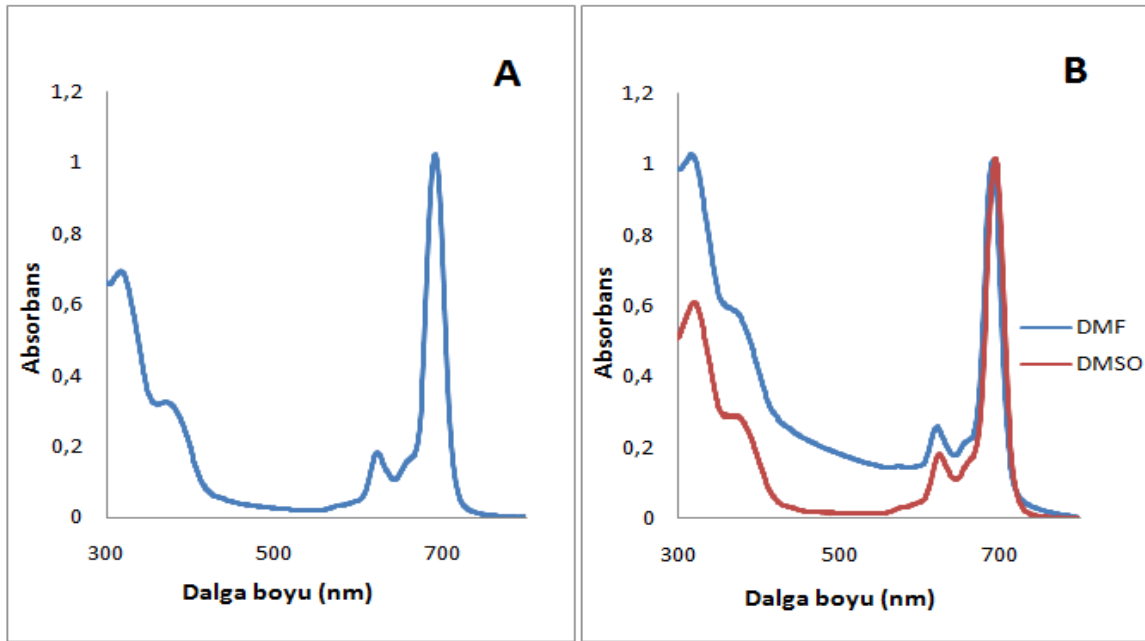 A
1,2
1
0,8
0,6
0,4
0,2
0
300
500
700
Absorbans
Dalga boyu (nm)
B
1,2
1
0,8
0,6
0,4
0,2
0
300
500
700
Absorbans
Dalga boyu (nm)
DMF
DMSO